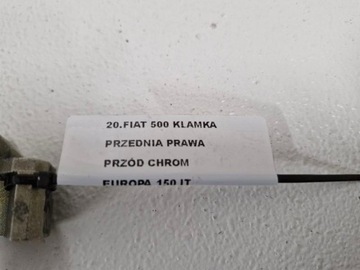 20.FIAT 500 KLAMKA
PRZEDNIA PRAWA
PRZÓD CHROM
EUROPA 150 IT